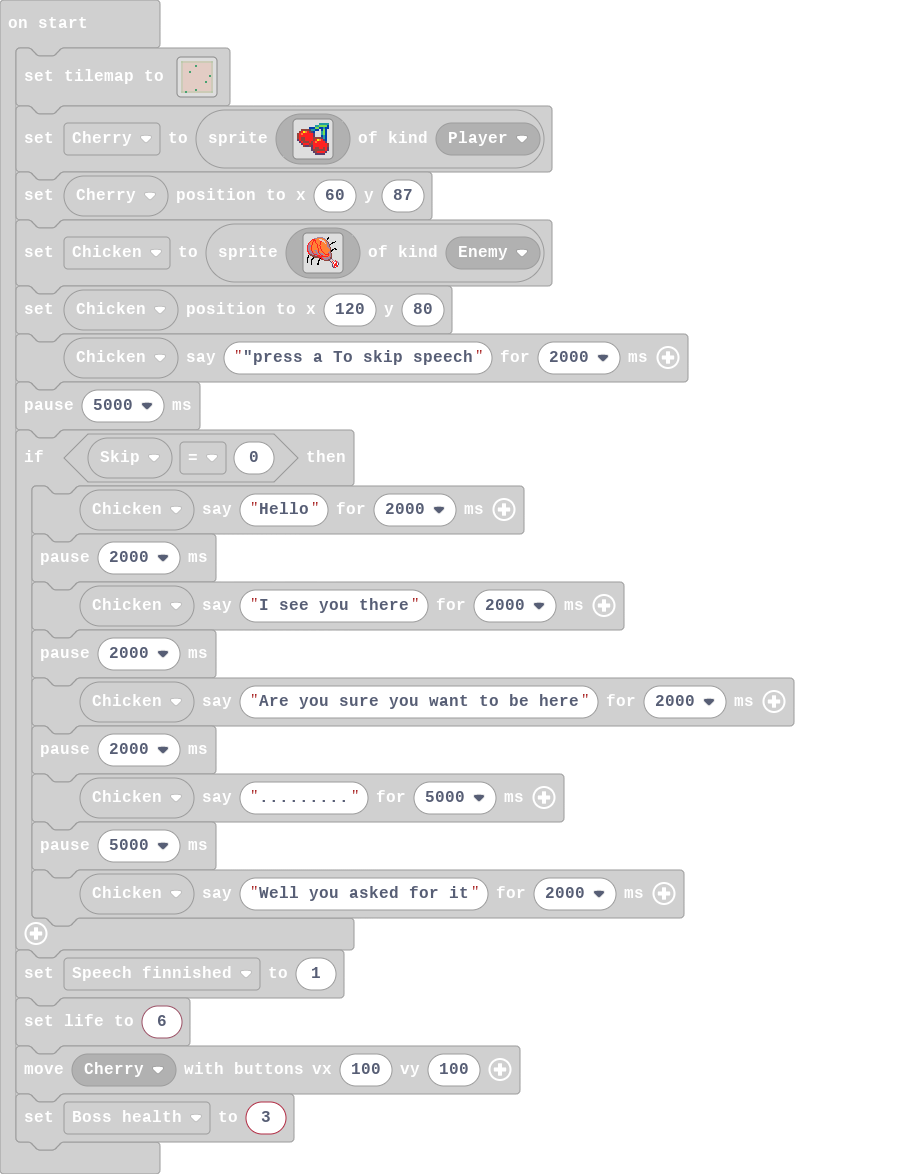 on start
set tilemap to
set Cherry to sprite of kind Player
set Cherry position to x 60 y 87
set Chicken to sprite of kind Enemy
set Chicken position to x 120 y 80
Chicken say ""press a To skip speech" for 2000 ms
pause 5000 ms
if Skip = 0 then
Chicken say "Hello" for 2000 ms
pause 2000 ms
Chicken say "I see you there" for 2000 ms
pause 2000 ms
Chicken say "Are you sure you want to be here" for 2000 ms
pause 2000 ms
Chicken say "........." for 5000 ms
pause 5000 ms
Chicken say "Well you asked for it" for 2000 ms
set Speech finnished to 1
set life to 6
move Cherry with buttons vx 100 vy 100
set Boss health to 3